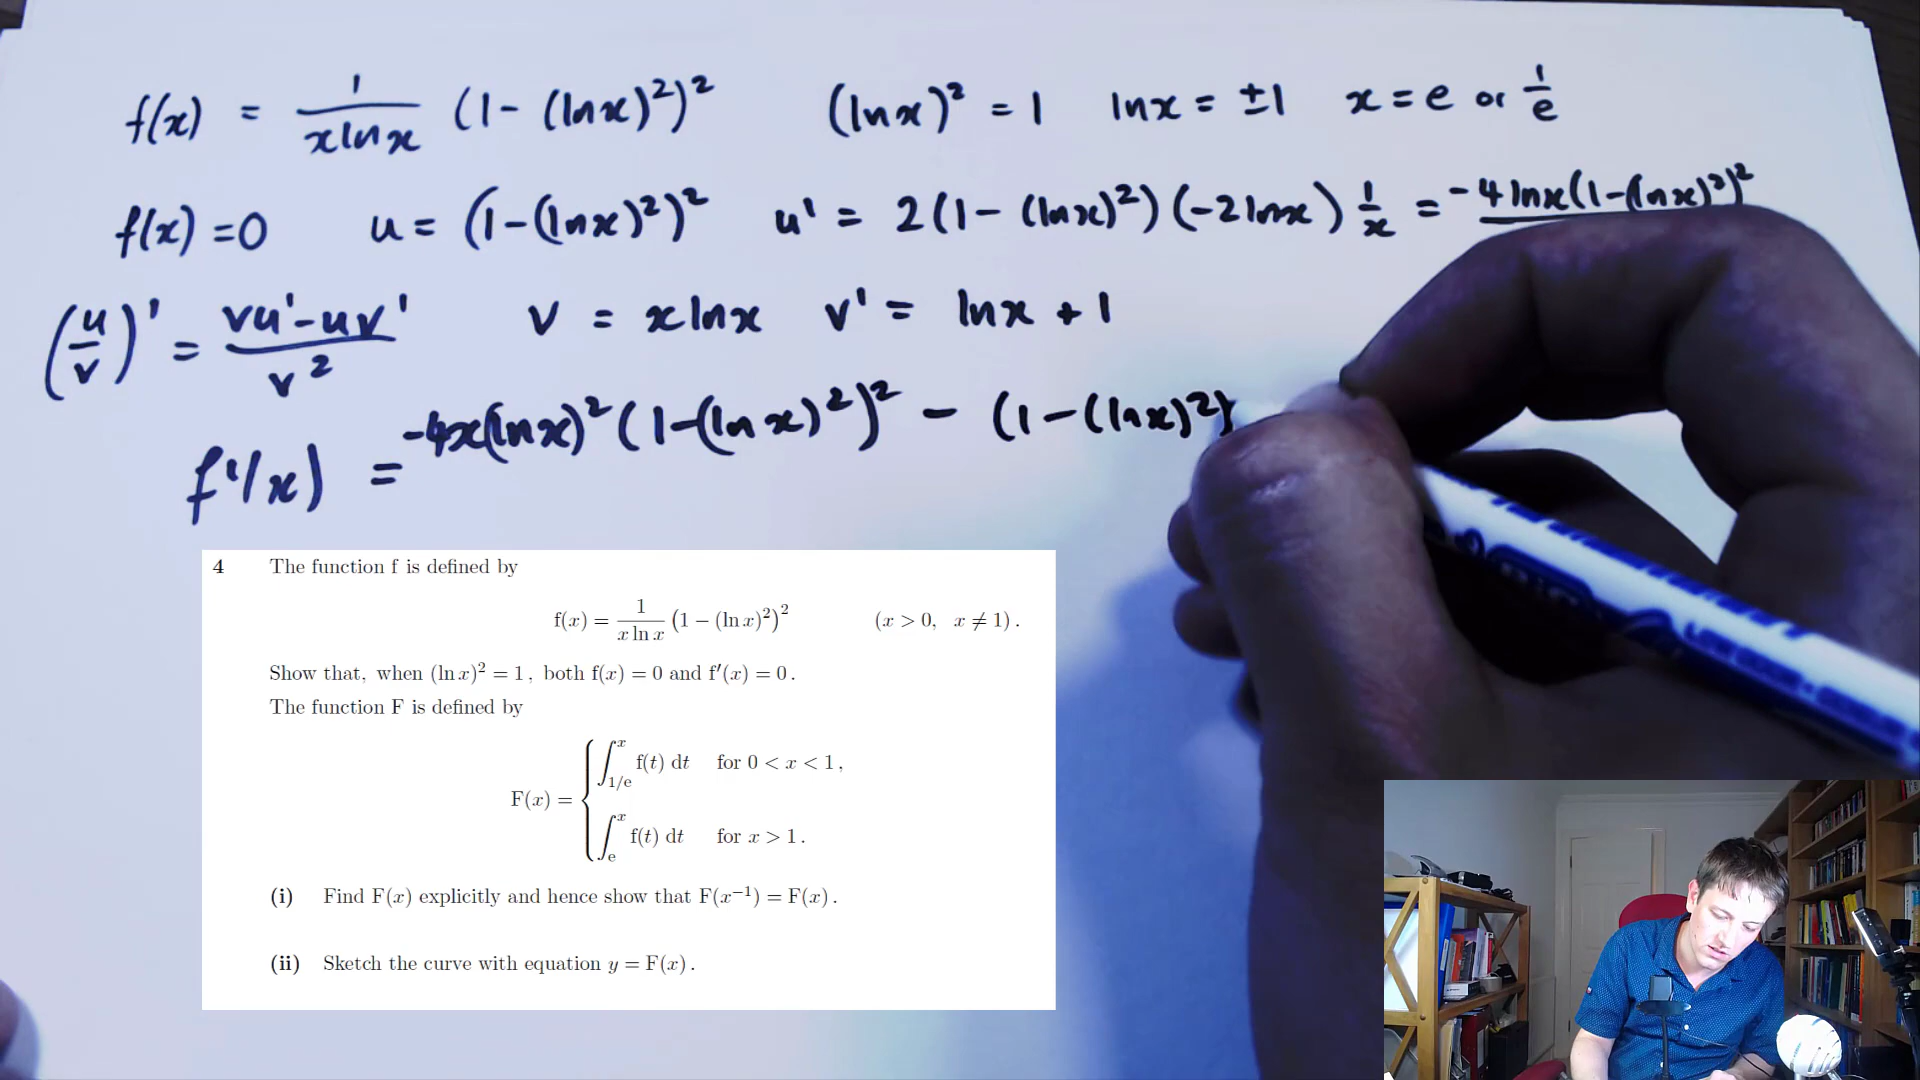 f(x) = 1/(x ln x) (1 - (ln x)²)² (ln x)² = 1 ln x = ±1 x = e or 1/e
f(x) = 0 u = (1-(ln x)²)² u' = 2(1 - (ln x)²)(-2 ln x) 1/x = -4 ln x(1-(ln x)²)²
(u/v)' = (vu' - uv')/v² v = x ln x v' = ln x + 1
f'(x) = -4x(ln x)²(1-(ln x)²)² - (1-(ln x)²)
4 The function f is defined by
f(x) = 1/(x ln x) (1 − (ln x)²)² (x > 0, x ≠ 1) .
Show that, when (ln x)² = 1 , both f(x) = 0 and f′(x) = 0 .
The function F is defined by
F(x) = { ∫_{1/e}^{x} f(t) dt for 0 < x < 1 ,
∫_{e}^{x} f(t) dt for x > 1 .
(i) Find F(x) explicitly and hence show that F(x⁻¹) = F(x) .
(ii) Sketch the curve with equation y = F(x) .